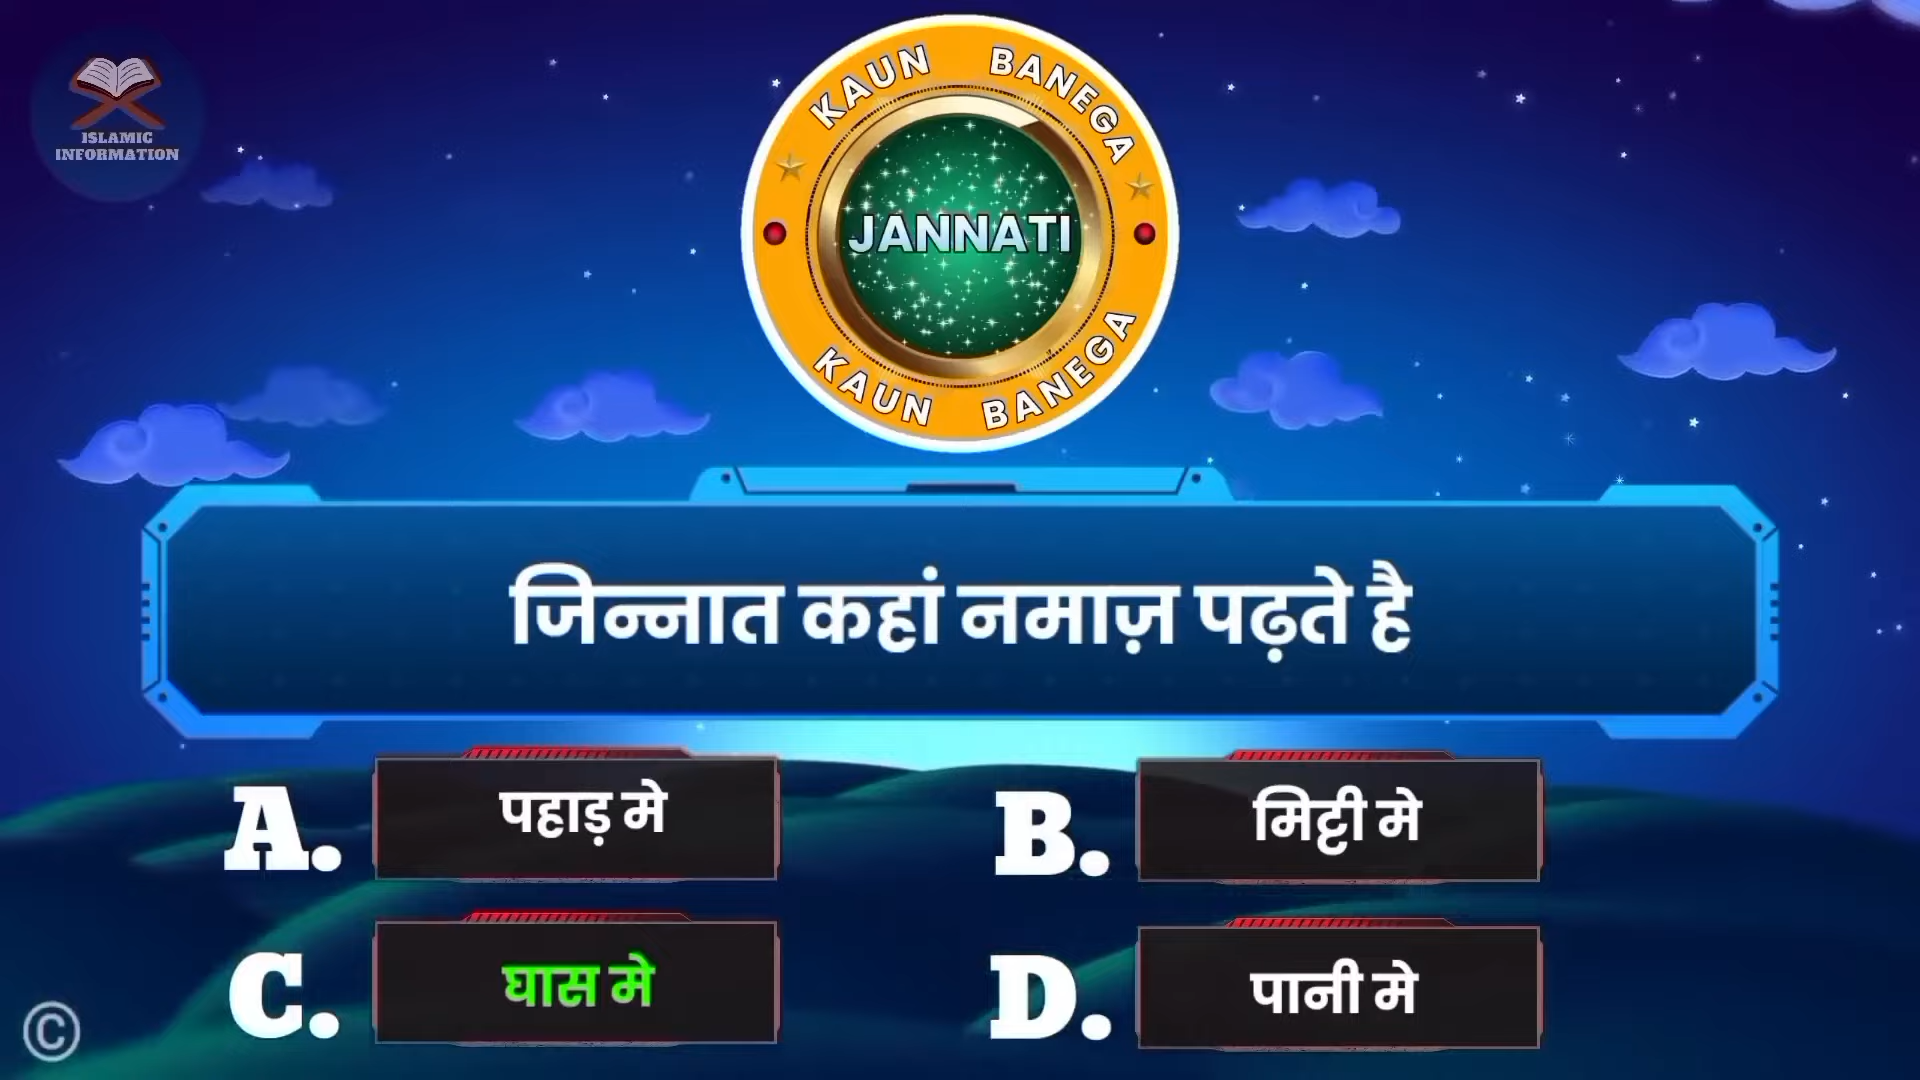 ISLAMIC
INFORMATION
KAUN BANEGA
JANNATI
KAUN BANEGA
जिन्नात कहां नमाज़ पढ़ते है
A. पहाड़ मे
B. मिट्टी मे
C. घास मे
D. पानी मे
©